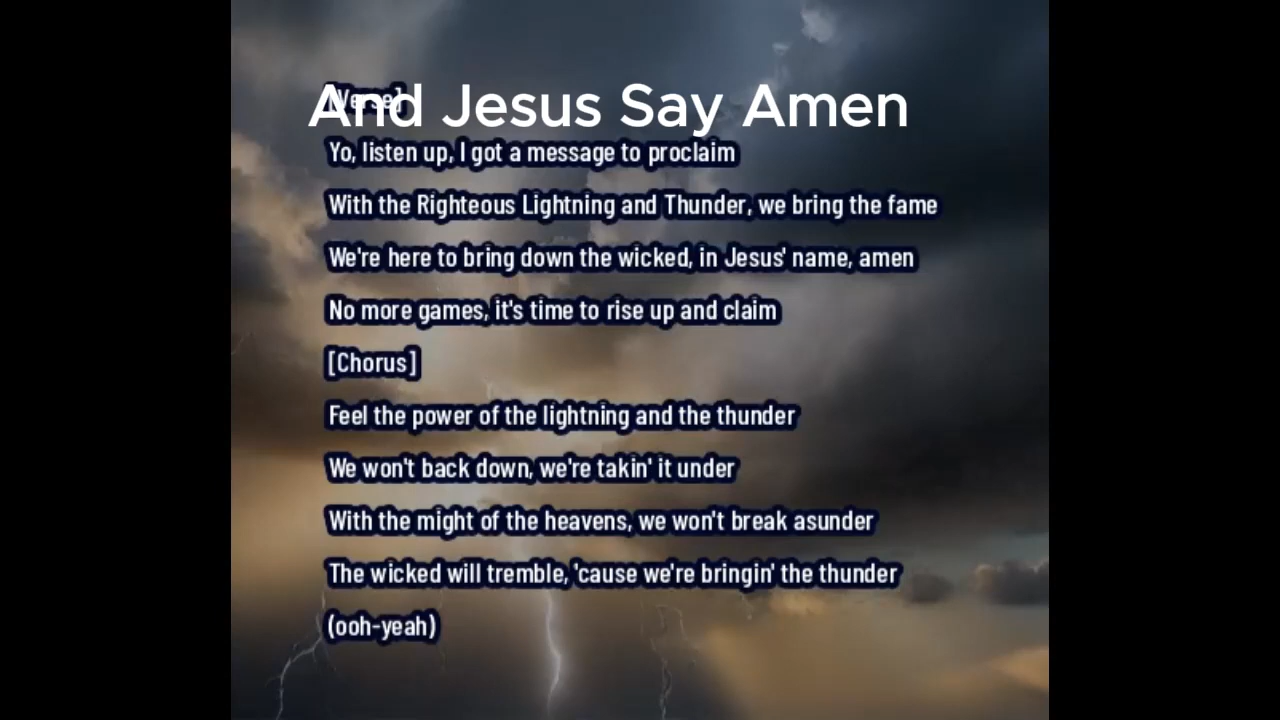 And Jesus Say Amen
[Verse]
Yo, listen up, I got a message to proclaim
With the Righteous Lightning and Thunder, we bring the fame
We're here to bring down the wicked, in Jesus' name, amen
No more games, it's time to rise up and claim
[Chorus]
Feel the power of the lightning and the thunder
We won't back down, we're takin' it under
With the might of the heavens, we won't break asunder
The wicked will tremble, 'cause we're bringin' the thunder
(ooh-yeah)